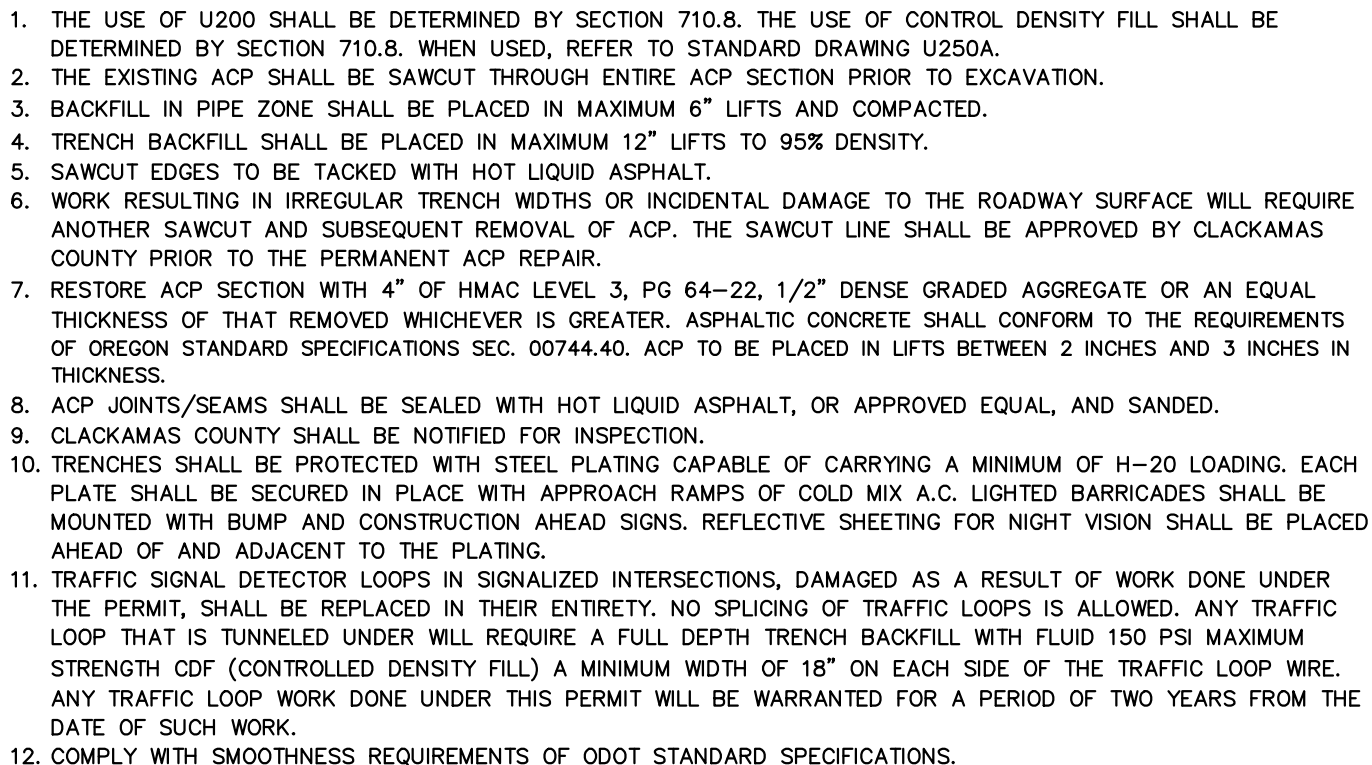 1. THE USE OF U200 SHALL BE DETERMINED BY SECTION 710.8. THE USE OF CONTROL DENSITY FILL SHALL BE
DETERMINED BY SECTION 710.8. WHEN USED, REFER TO STANDARD DRAWING U250A.
2. THE EXISTING ACP SHALL BE SAWCUT THROUGH ENTIRE ACP SECTION PRIOR TO EXCAVATION.
3. BACKFILL IN PIPE ZONE SHALL BE PLACED IN MAXIMUM 6” LIFTS AND COMPACTED.
4. TRENCH BACKFILL SHALL BE PLACED IN MAXIMUM 12” LIFTS TO 95% DENSITY.
5. SAWCUT EDGES TO BE TACKED WITH HOT LIQUID ASPHALT.
6. WORK RESULTING IN IRREGULAR TRENCH WIDTHS OR INCIDENTAL DAMAGE TO THE ROADWAY SURFACE WILL REQUIRE
ANOTHER SAWCUT AND SUBSEQUENT REMOVAL OF ACP. THE SAWCUT LINE SHALL BE APPROVED BY CLACKAMAS
COUNTY PRIOR TO THE PERMANENT ACP REPAIR.
7. RESTORE ACP SECTION WITH 4” OF HMAC LEVEL 3, PG 64–22, 1/2” DENSE GRADED AGGREGATE OR AN EQUAL
THICKNESS OF THAT REMOVED WHICHEVER IS GREATER. ASPHALTIC CONCRETE SHALL CONFORM TO THE REQUIREMENTS
OF OREGON STANDARD SPECIFICATIONS SEC. 00744.40. ACP TO BE PLACED IN LIFTS BETWEEN 2 INCHES AND 3 INCHES IN
THICKNESS.
8. ACP JOINTS/SEAMS SHALL BE SEALED WITH HOT LIQUID ASPHALT, OR APPROVED EQUAL, AND SANDED.
9. CLACKAMAS COUNTY SHALL BE NOTIFIED FOR INSPECTION.
10. TRENCHES SHALL BE PROTECTED WITH STEEL PLATING CAPABLE OF CARRYING A MINIMUM OF H–20 LOADING. EACH
PLATE SHALL BE SECURED IN PLACE WITH APPROACH RAMPS OF COLD MIX A.C. LIGHTED BARRICADES SHALL BE
MOUNTED WITH BUMP AND CONSTRUCTION AHEAD SIGNS. REFLECTIVE SHEETING FOR NIGHT VISION SHALL BE PLACED
AHEAD OF AND ADJACENT TO THE PLATING.
11. TRAFFIC SIGNAL DETECTOR LOOPS IN SIGNALIZED INTERSECTIONS, DAMAGED AS A RESULT OF WORK DONE UNDER
THE PERMIT, SHALL BE REPLACED IN THEIR ENTIRETY. NO SPLICING OF TRAFFIC LOOPS IS ALLOWED. ANY TRAFFIC
LOOP THAT IS TUNNELED UNDER WILL REQUIRE A FULL DEPTH TRENCH BACKFILL WITH FLUID 150 PSI MAXIMUM
STRENGTH CDF (CONTROLLED DENSITY FILL) A MINIMUM WIDTH OF 18” ON EACH SIDE OF THE TRAFFIC LOOP WIRE.
ANY TRAFFIC LOOP WORK DONE UNDER THIS PERMIT WILL BE WARRANTED FOR A PERIOD OF TWO YEARS FROM THE
DATE OF SUCH WORK.
12. COMPLY WITH SMOOTHNESS REQUIREMENTS OF ODOT STANDARD SPECIFICATIONS.